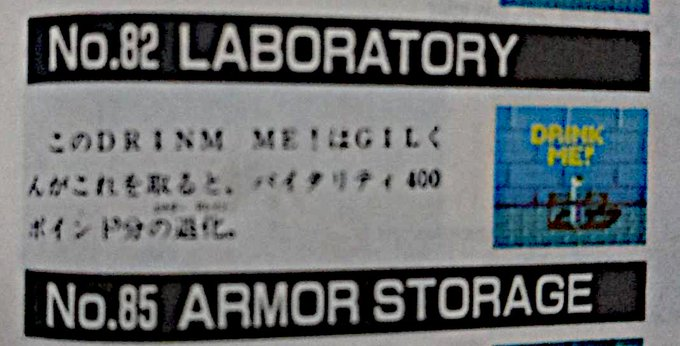 No.82 LABORATORY
このDRINM ME!はGILく
んがこれを取ると、バイタリティ400
ポイント分の退化。
DRINK
ME!
No.85 ARMOR STORAGE